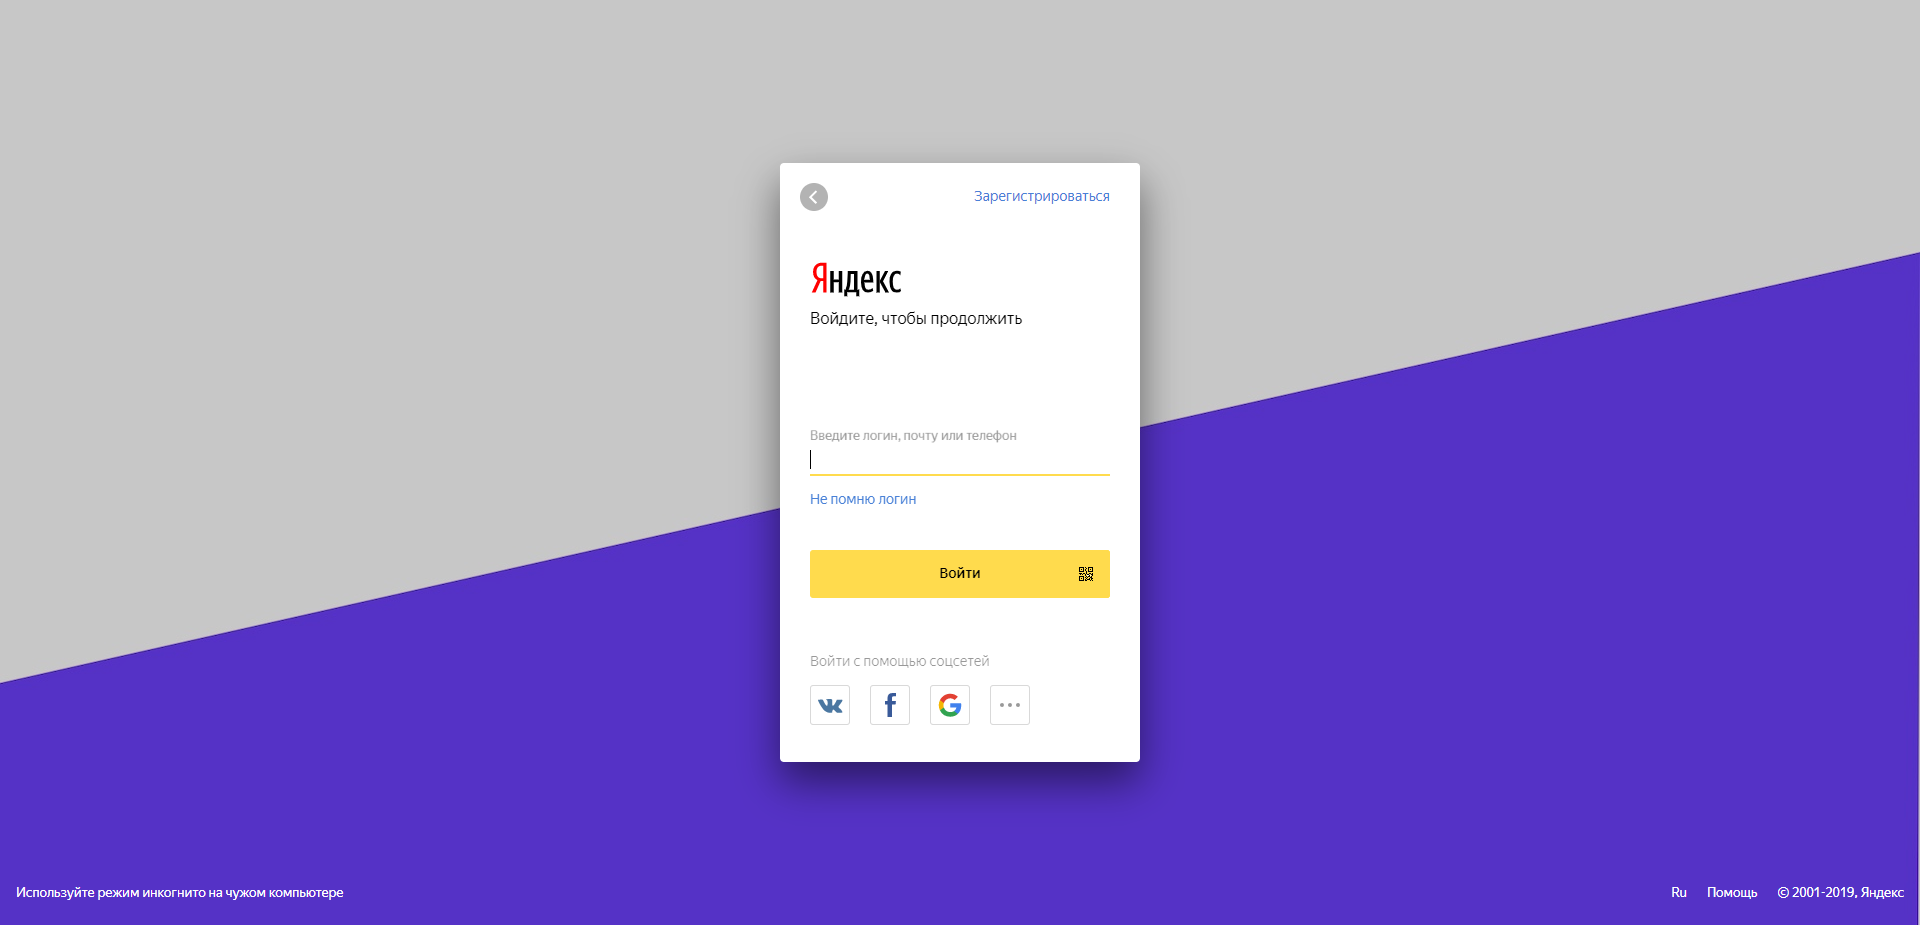 Зарегистрироваться
Яндекс
Войдите, чтобы продолжить
Введите логин, почту или телефон
Не помню логин
Войти
Войти с помощью соцсетей
Используйте режим инкогнито на чужом компьютере
Ru Помощь © 2001-2019, Яндекс